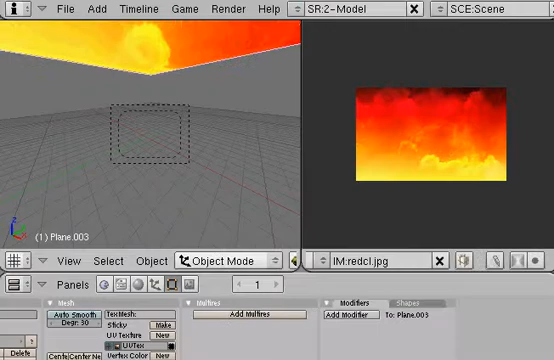 File Add Timeline Game Render Help SR:2-Model SCE:Scene
z
(1) Plane.003
View Select Object Object Mode IM:redcl.jpg
Panels 1
Mesh Multires Modifiers Shapes
Auto Smooth TexMesh: Add Multires Add Modifier To: Plane.003
Degr: 30 Sticky Make
UV Texture New
Delete UVTex
Vertex Color New